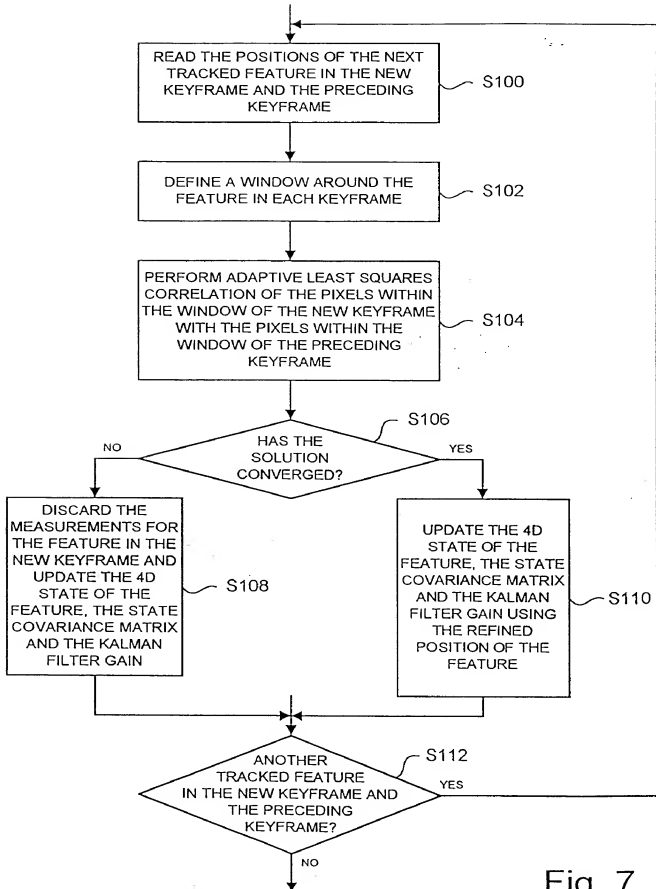 READ THE POSITIONS OF THE NEXT
TRACKED FEATURE IN THE NEW
KEYFRAME AND THE PRECEDING
KEYFRAME
S100
DEFINE A WINDOW AROUND THE
FEATURE IN EACH KEYFRAME
S102
PERFORM ADAPTIVE LEAST SQUARES
CORRELATION OF THE PIXELS WITHIN
THE WINDOW OF THE NEW KEYFRAME
WITH THE PIXELS WITHIN THE
WINDOW OF THE PRECEDING
KEYFRAME
S104
S106
HAS THE
SOLUTION
CONVERGED?
NO
YES
DISCARD THE
MEASUREMENTS FOR
THE FEATURE IN THE
NEW KEYFRAME AND
UPDATE THE 4D
STATE OF THE
FEATURE, THE STATE
COVARIANCE MATRIX
AND THE KALMAN
FILTER GAIN
S108
UPDATE THE 4D
STATE OF THE
FEATURE, THE STATE
COVARIANCE MATRIX
AND THE KALMAN
FILTER GAIN USING
THE REFINED
POSITION OF THE
FEATURE
S110
S112
ANOTHER
TRACKED FEATURE
IN THE NEW KEYFRAME AND
THE PRECEDING
KEYFRAME?
YES
NO
Fig. 7